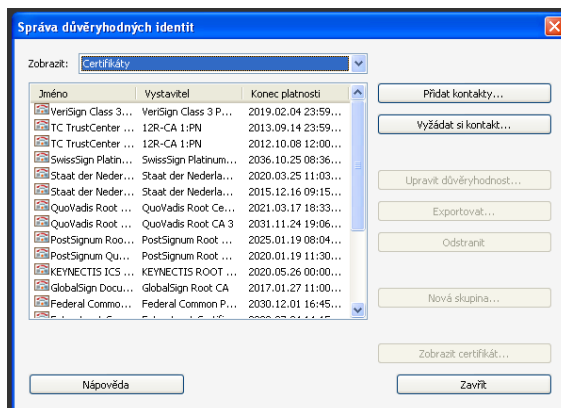 Správa důvěryhodných identit
Zobrazit: Certifikáty
Jméno Vystavitel Konec platnosti
VeriSign Class 3... VeriSign Class 3 P... 2019.02.04 23:59...
TC TrustCenter ... 12R-CA 1:PN 2013.09.14 23:59...
TC TrustCenter ... 12R-CA 1:PN 2012.10.08 12:00...
SwissSign Platin... SwissSign Platinum... 2036.10.25 08:36...
Staat der Neder... Staat der Nederla... 2020.03.25 11:03...
Staat der Neder... Staat der Nederla... 2015.12.16 09:15...
QuoVadis Root ... QuoVadis Root Ce... 2021.03.17 18:33...
QuoVadis Root ... QuoVadis Root CA 3 2031.11.24 19:06...
PostSignum Roo... PostSignum Root ... 2025.01.19 08:04...
PostSignum Qu... PostSignum Root ... 2020.01.19 11:30...
KEYNECTIS ICS ... KEYNECTIS ROOT ... 2020.05.26 00:00...
GlobalSign Docu... GlobalSign Root CA 2017.01.27 11:00...
Federal Commo... Federal Common P... 2030.12.01 16:45...
Přidat kontakty...
Vyžádat si kontakt...
Upravit důvěryhodnost...
Exportovat...
Odstranit
Nová skupina...
Zobrazit certifikát...
Nápověda
Zavřít